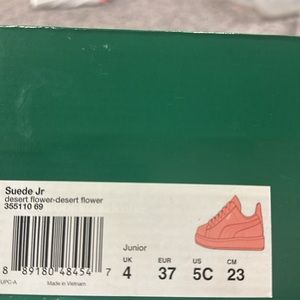 Suede Jr
desert flower-desert flower
355110 69
Junior
UK EUR US CM
4 37 5C 23
8 89180 48454 7
UPC-A Made in Vietnam